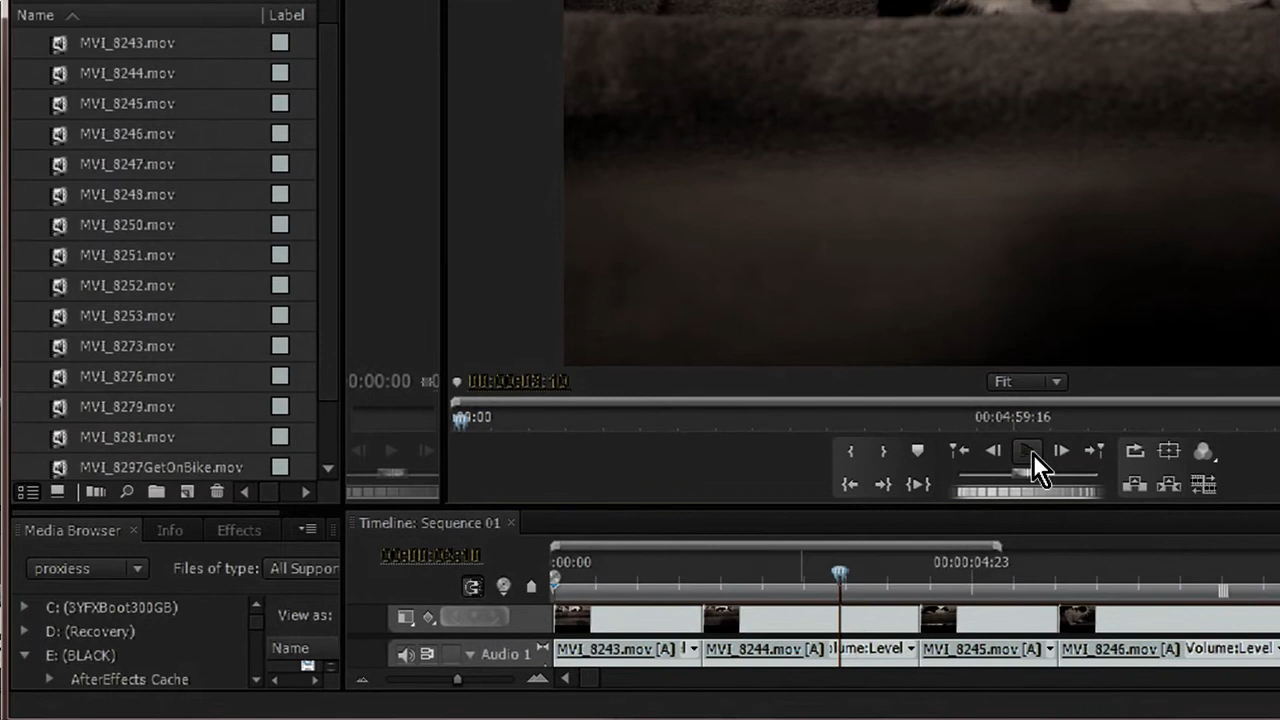 Name Label
MVI_8243.mov
MVI_8244.mov
MVI_8245.mov
MVI_8246.mov
MVI_8247.mov
MVI_8248.mov
MVI_8250.mov
MVI_8251.mov
MVI_8252.mov
MVI_8253.mov
MVI_8273.mov
MVI_8276.mov
MVI_8279.mov
MVI_8281.mov
MVI_8297GetOnBike.mov
0:00:00
Fit
00:00
00:04:59:16
Media Browser × Info Effects
Timeline: Sequence 01 ×
proxiess Files of type: All Suppor
:00:00 00:00:04:23
C: (3YFXBoot300GB)
D: (Recovery)
E: (BLACK)
AfterEffects Cache
View as:
Name
Audio 1
MVI_8243.mov [A] MVI_8244.mov [A] lume:Level MVI_8245.mov [A] MVI_8246.mov [A] Volume:Level